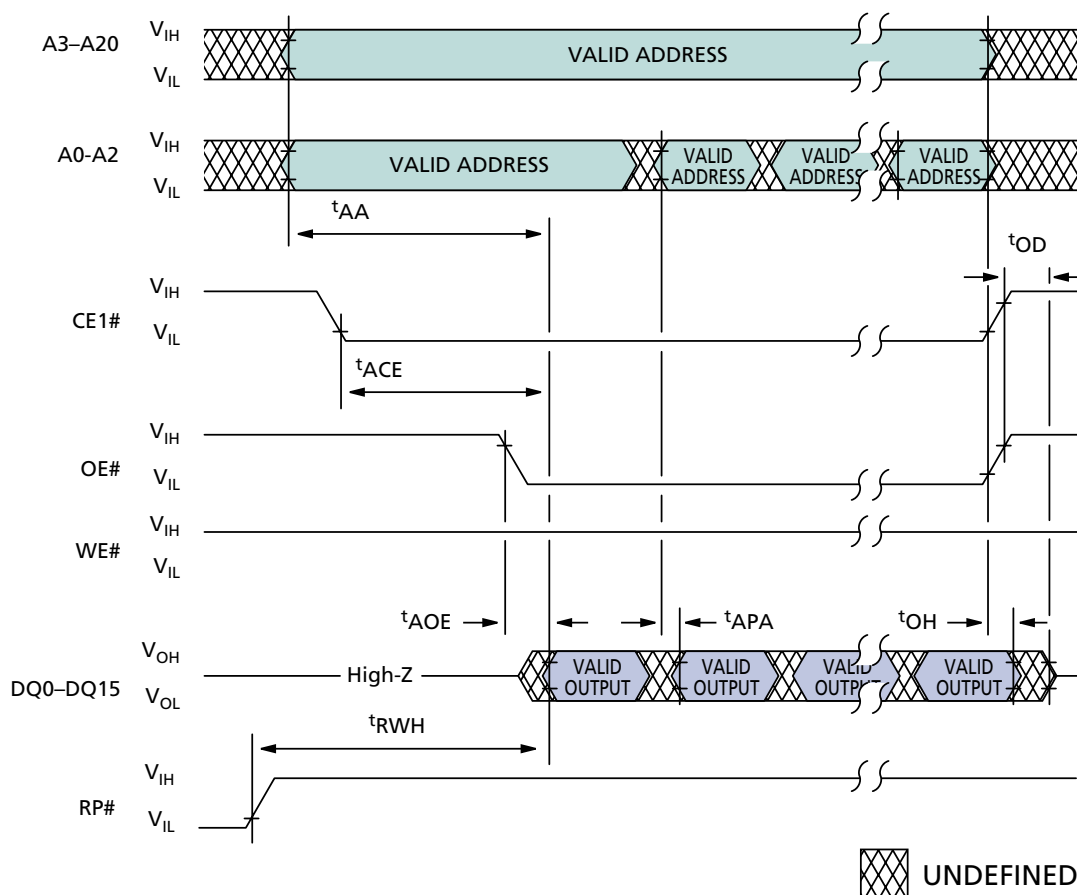 A3–A20
VIH
VIL
VALID ADDRESS
A0-A2
VIH
VIL
VALID ADDRESS
VALID
ADDRESS
VALID
ADDRESS
VALID
ADDRESS
tAA
tOD
CE1#
VIH
VIL
tACE
OE#
VIH
VIL
WE#
VIH
VIL
tAOE
tAPA
tOH
DQ0–DQ15
VOH
VOL
High-Z
VALID
OUTPUT
VALID
OUTPUT
VALID
OUTPUT
VALID
OUTPUT
tRWH
RP#
VIH
VIL
UNDEFINED